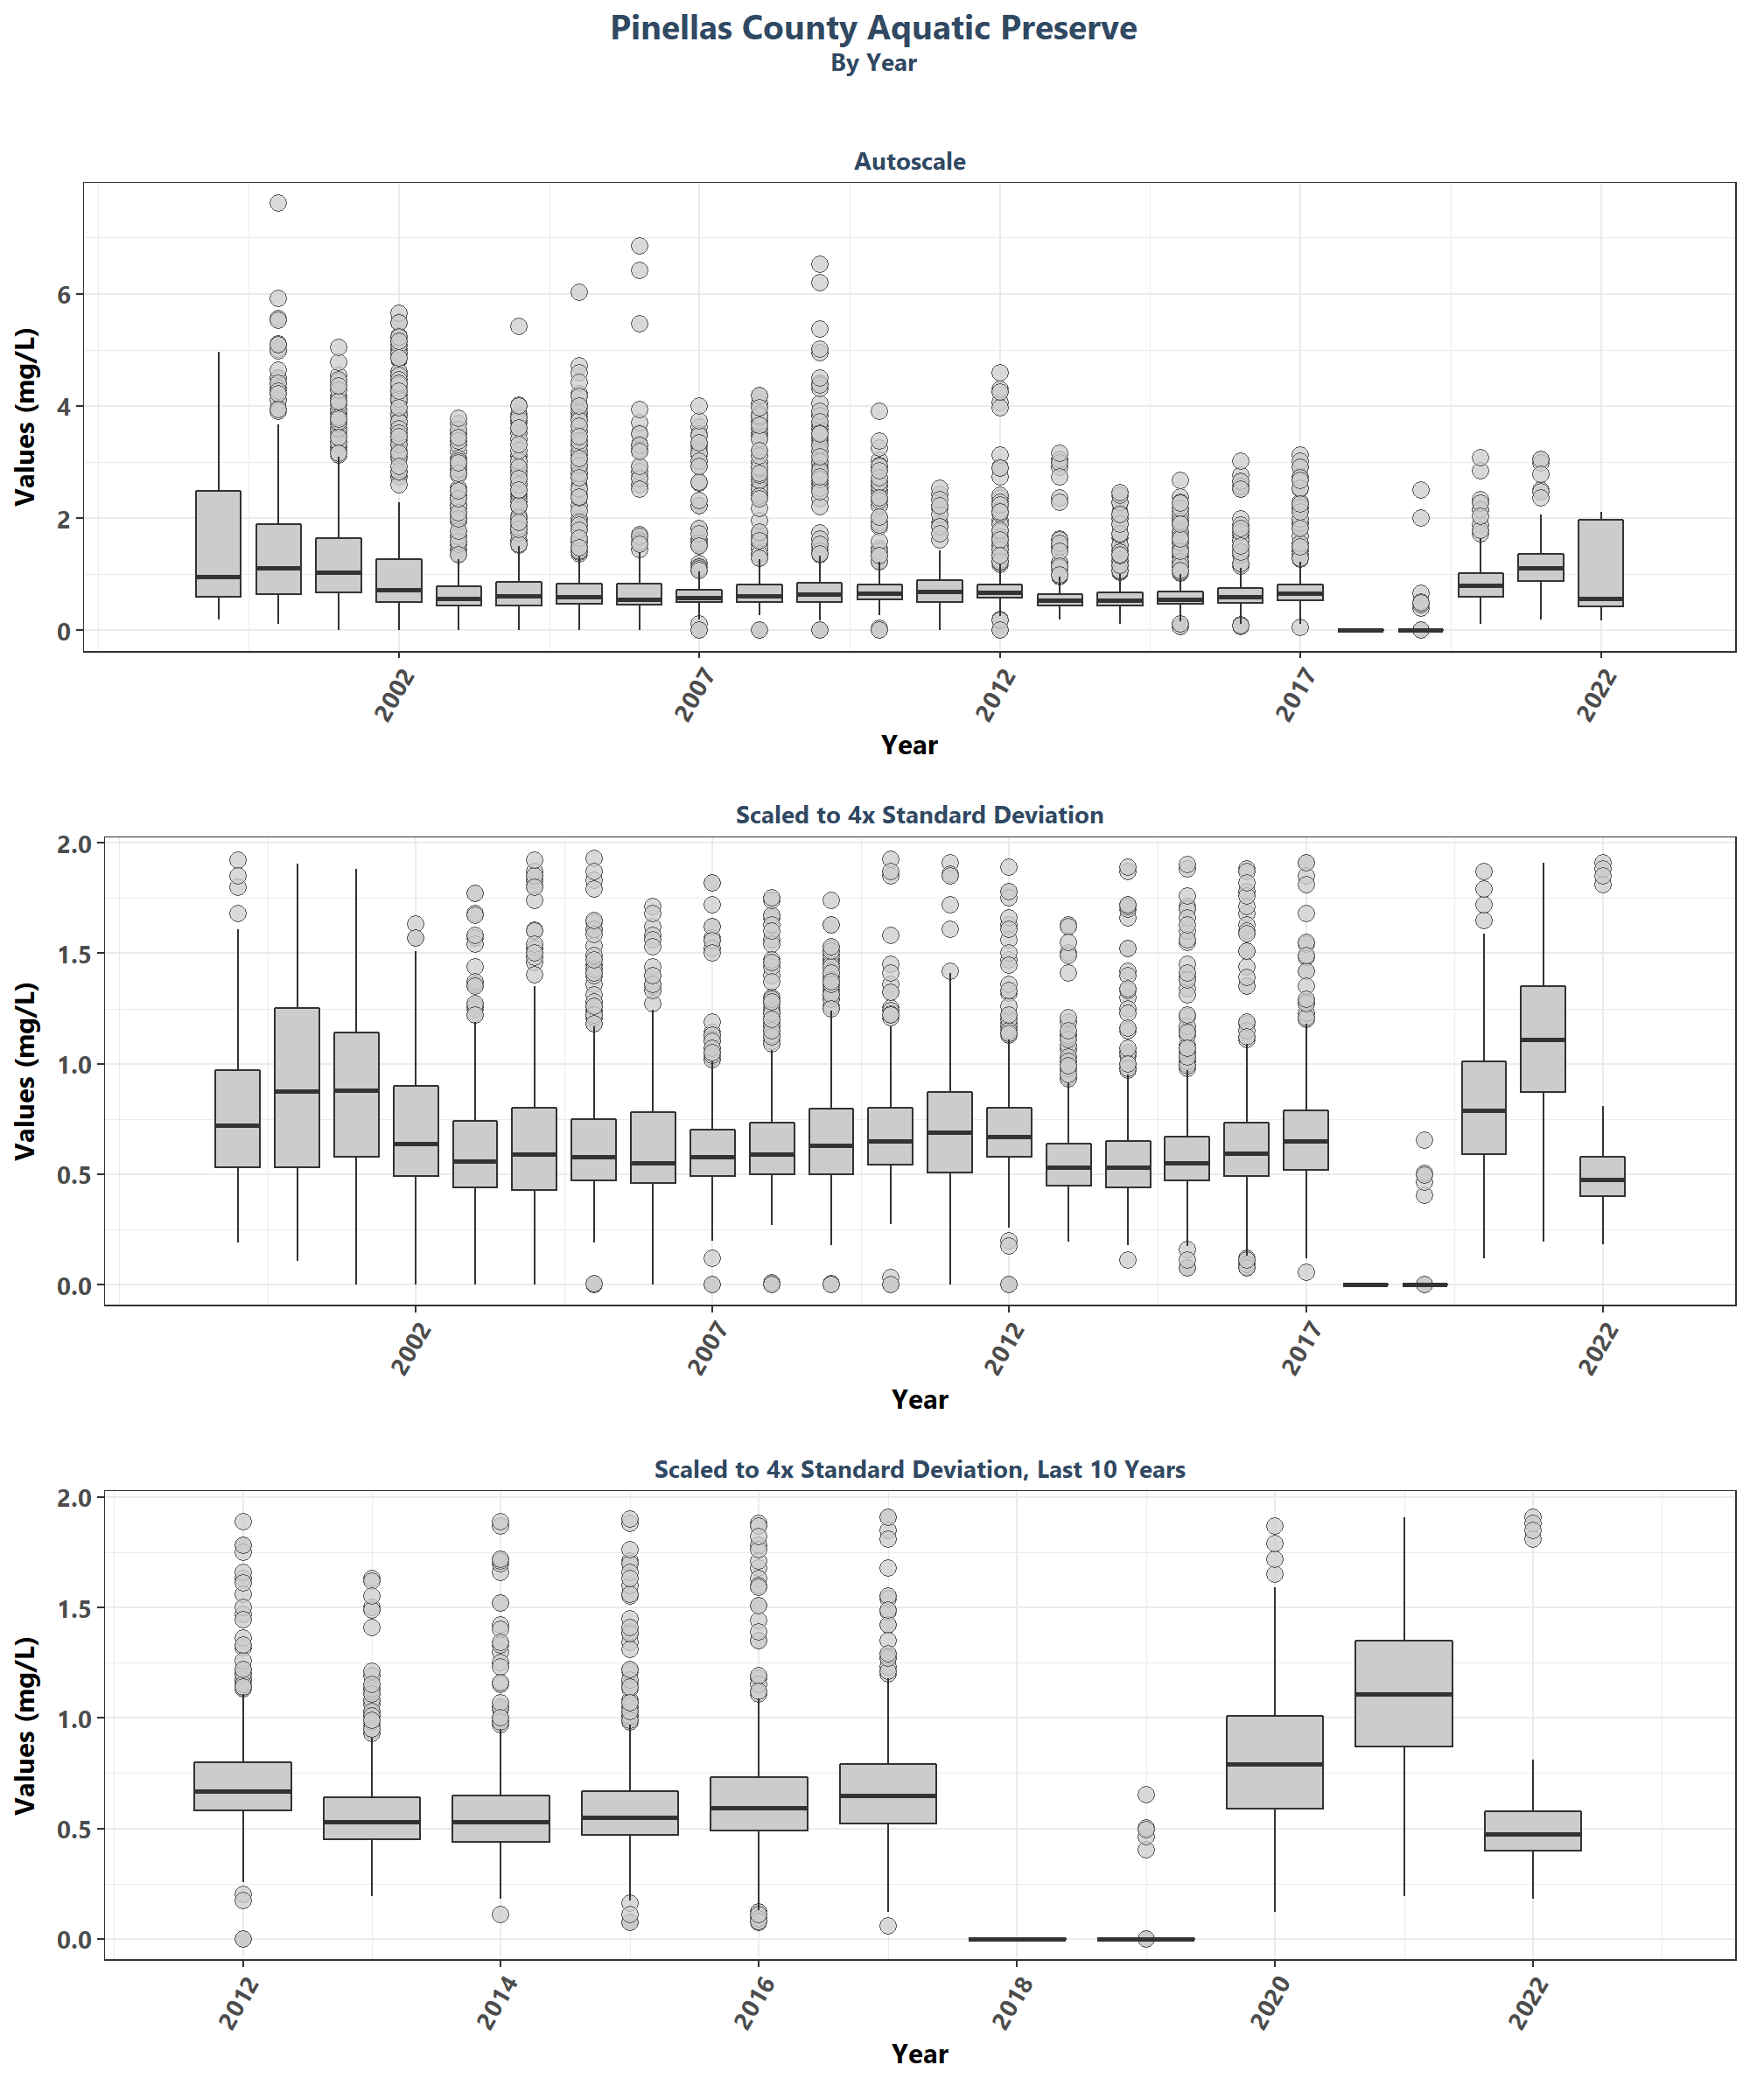 Pinellas County Aquatic Preserve
By Year
Autoscale
Values (mg/L)
6
4
2
0
2002
2007
2012
2017
2022
Year
Scaled to 4x Standard Deviation
Values (mg/L)
2.0
1.5
1.0
0.5
0.0
2002
2007
2012
2017
2022
Year
Scaled to 4x Standard Deviation, Last 10 Years
Values (mg/L)
2.0
1.5
1.0
0.5
0.0
2012
2014
2016
2018
2020
2022
Year